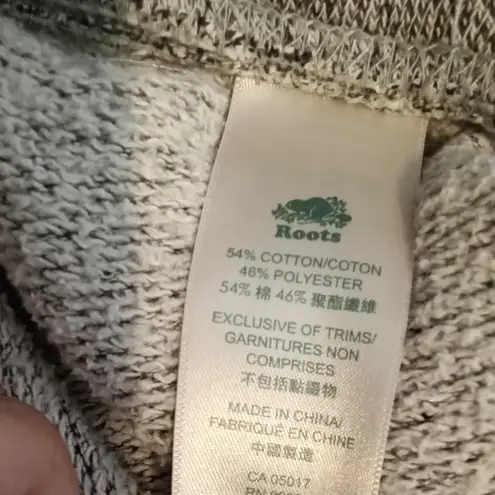 Roots
54% COTTON/COTON
46% POLYESTER
54% 棉 46% 聚酯纖維
EXCLUSIVE OF TRIMS/
GARNITURES NON
COMPRISES
不包括點綴物
MADE IN CHINA/
FABRIQUÉ EN CHINE
中國製造
CA 05017
RN